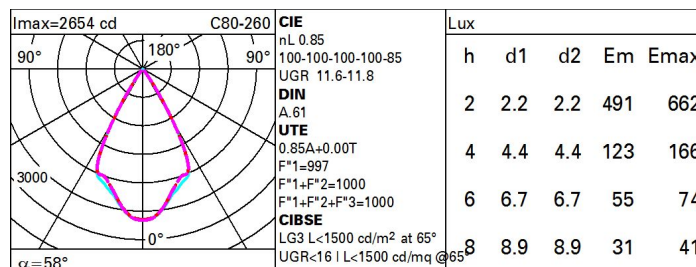 Imax=2654 cd C80-260
90° 180° 90°
3000
0°
α=58°
CIE
nL 0.85
100-100-100-100-85
UGR 11.6-11.8
DIN
A.61
UTE
0.85A+0.00T
F"1=997
F"1+F"2=1000
F"1+F"2+F"3=1000
CIBSE
LG3 L<1500 cd/m² at 65°
UGR<16 | L<1500 cd/mq @65°
Lux
h d1 d2 Em Emax
2 2.2 2.2 491 662
4 4.4 4.4 123 166
6 6.7 6.7 55 74
8 8.9 8.9 31 41